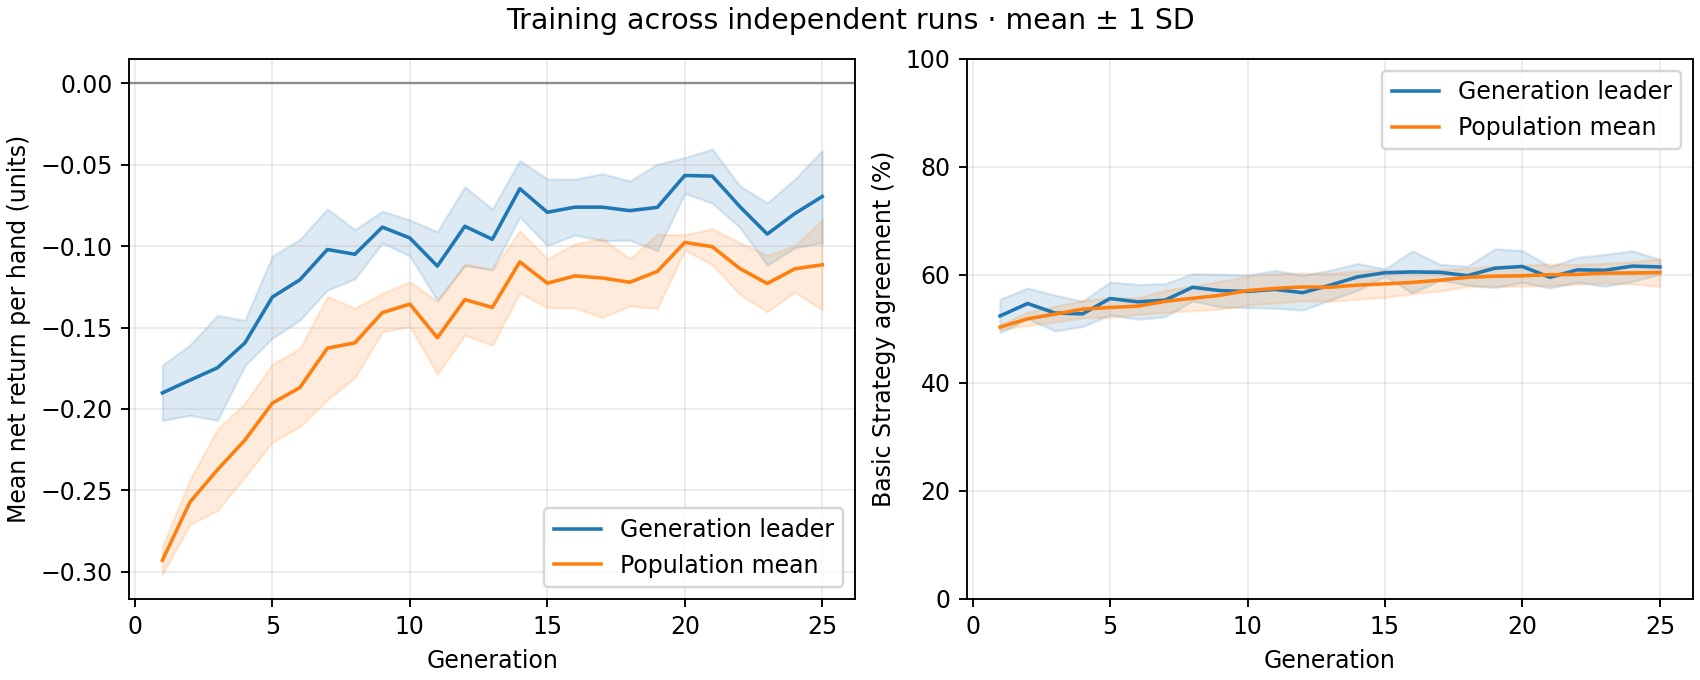 Training across independent runs · mean ± 1 SD
Mean net return per hand (units)
0.00
−0.05
−0.10
−0.15
−0.20
−0.25
−0.30
0
5
10
15
20
25
Generation
Generation leader
Population mean
Basic Strategy agreement (%)
100
80
60
40
20
0
0
5
10
15
20
25
Generation
Generation leader
Population mean